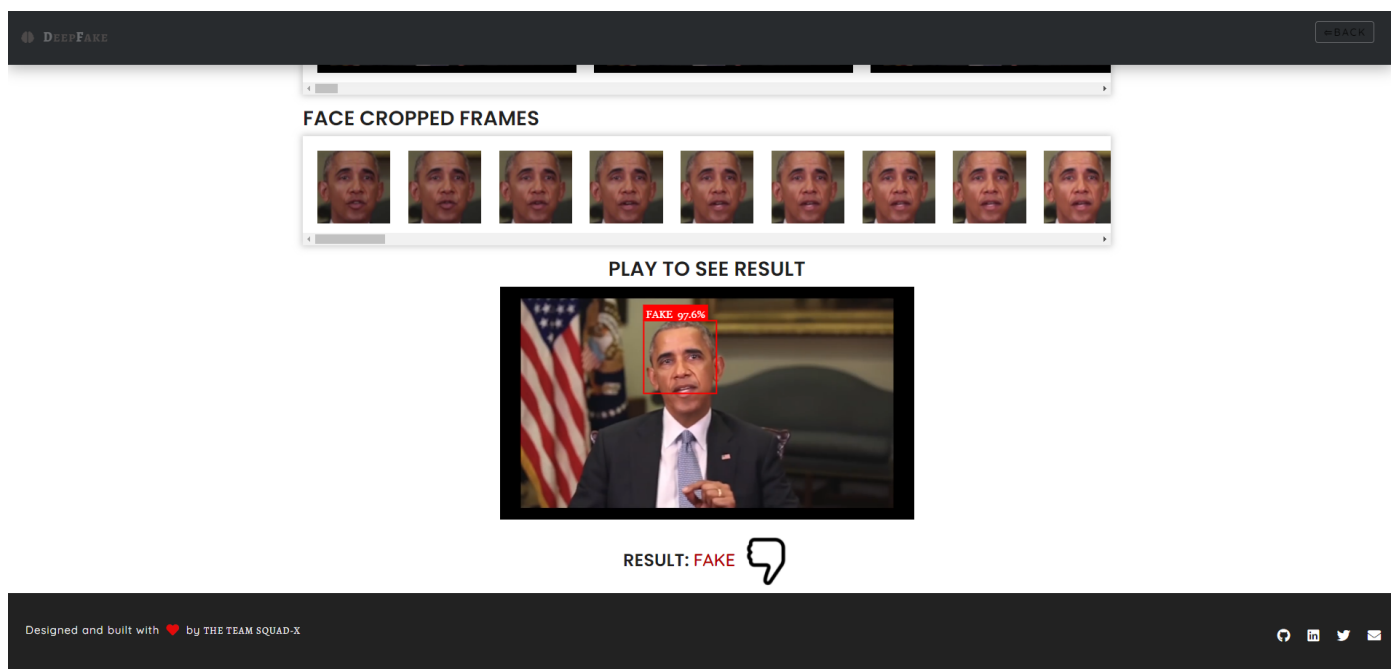 DEEPFAKE
⇦BACK
FACE CROPPED FRAMES
PLAY TO SEE RESULT
FAKE 97.6%
RESULT: FAKE
Designed and built with ❤ by THE TEAM SQUAD-X